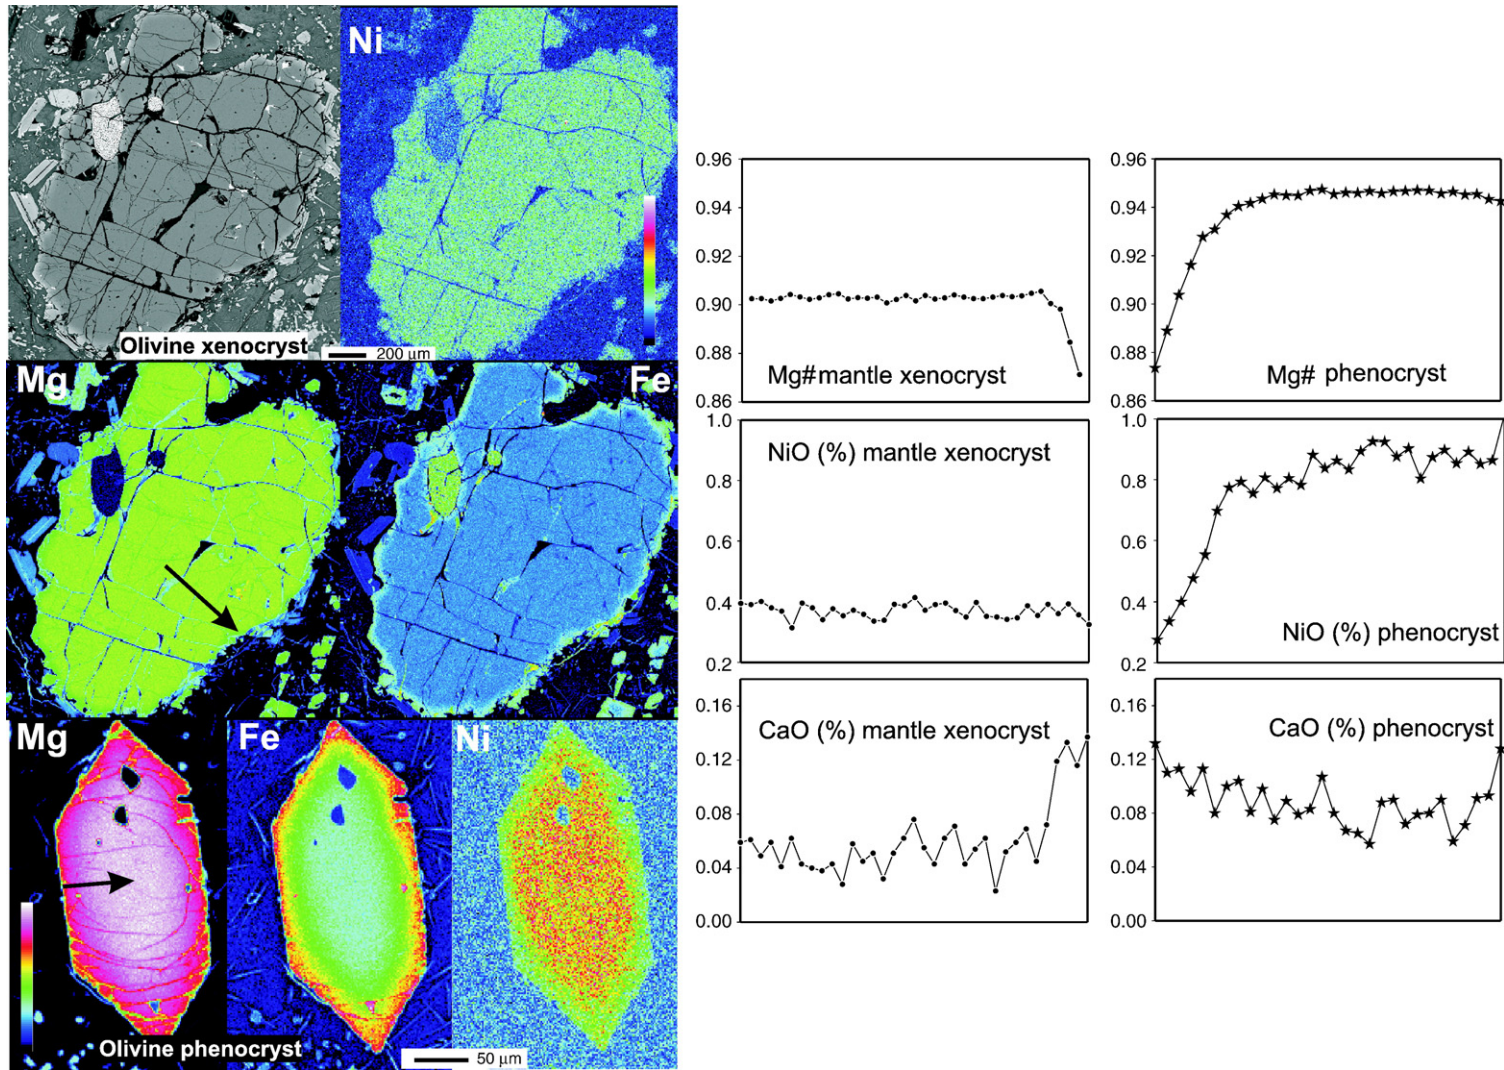 Ni
Olivine xenocryst
200 µm
Mg
Fe
Mg
Fe
Ni
Olivine phenocryst
50 µm
0.96
0.94
0.92
0.90
0.88
0.86
Mg# mantle xenocryst
0.96
0.94
0.90
0.88
0.86
Mg# phenocryst
1.0
0.8
0.6
0.4
0.2
NiO (%) mantle xenocryst
1.0
0.8
0.6
0.4
0.2
NiO (%) phenocryst
0.16
0.12
0.08
0.04
0.00
CaO (%) mantle xenocryst
0.16
0.12
0.08
0.04
0.00
CaO (%) phenocryst